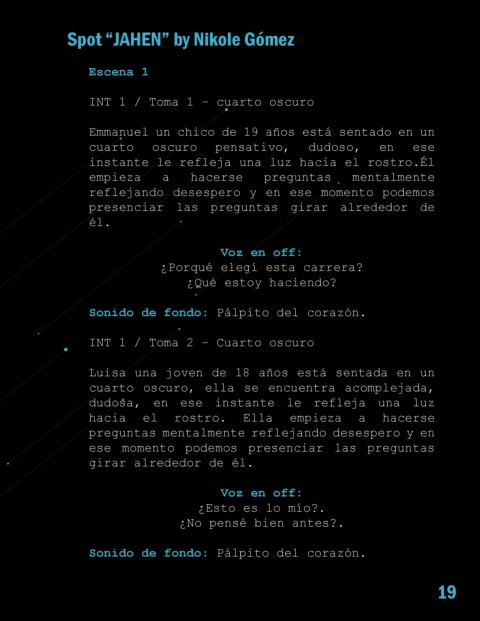 Spot “JAHEN” by Nikole Gómez
Escena 1
INT 1 / Toma 1 – cuarto oscuro
Emmanuel un chico de 19 años está sentado en un
cuarto oscuro pensativo, dudoso, en ese
instante le refleja una luz hacia el rostro.Él
empieza a hacerse preguntas mentalmente
reflejando desespero y en ese momento podemos
presenciar las preguntas girar alrededor de
él.
Voz en off:
¿Porqué elegí esta carrera?
¿Qué estoy haciendo?
Sonido de fondo: Pálpito del corazón.
INT 1 / Toma 2 – Cuarto oscuro
Luisa una joven de 18 años está sentada en un
cuarto oscuro, ella se encuentra acomplejada,
dudosa, en ese instante le refleja una luz
hacia el rostro. Ella empieza a hacerse
preguntas mentalmente reflejando desespero y en
ese momento podemos presenciar las preguntas
girar alrededor de él.
Voz en off:
¿Esto es lo mío?.
¿No pensé bien antes?.
Sonido de fondo: Pálpito del corazón.
19